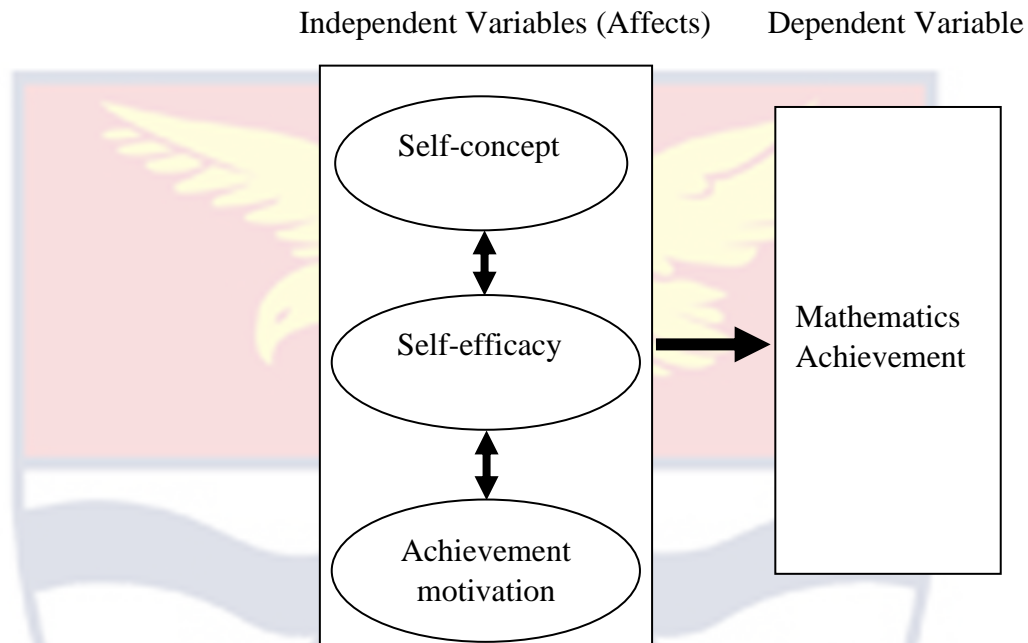 Independent Variables (Affects)
Dependent Variable
Self-concept
Self-efficacy
Achievement
motivation
Mathematics
Achievement